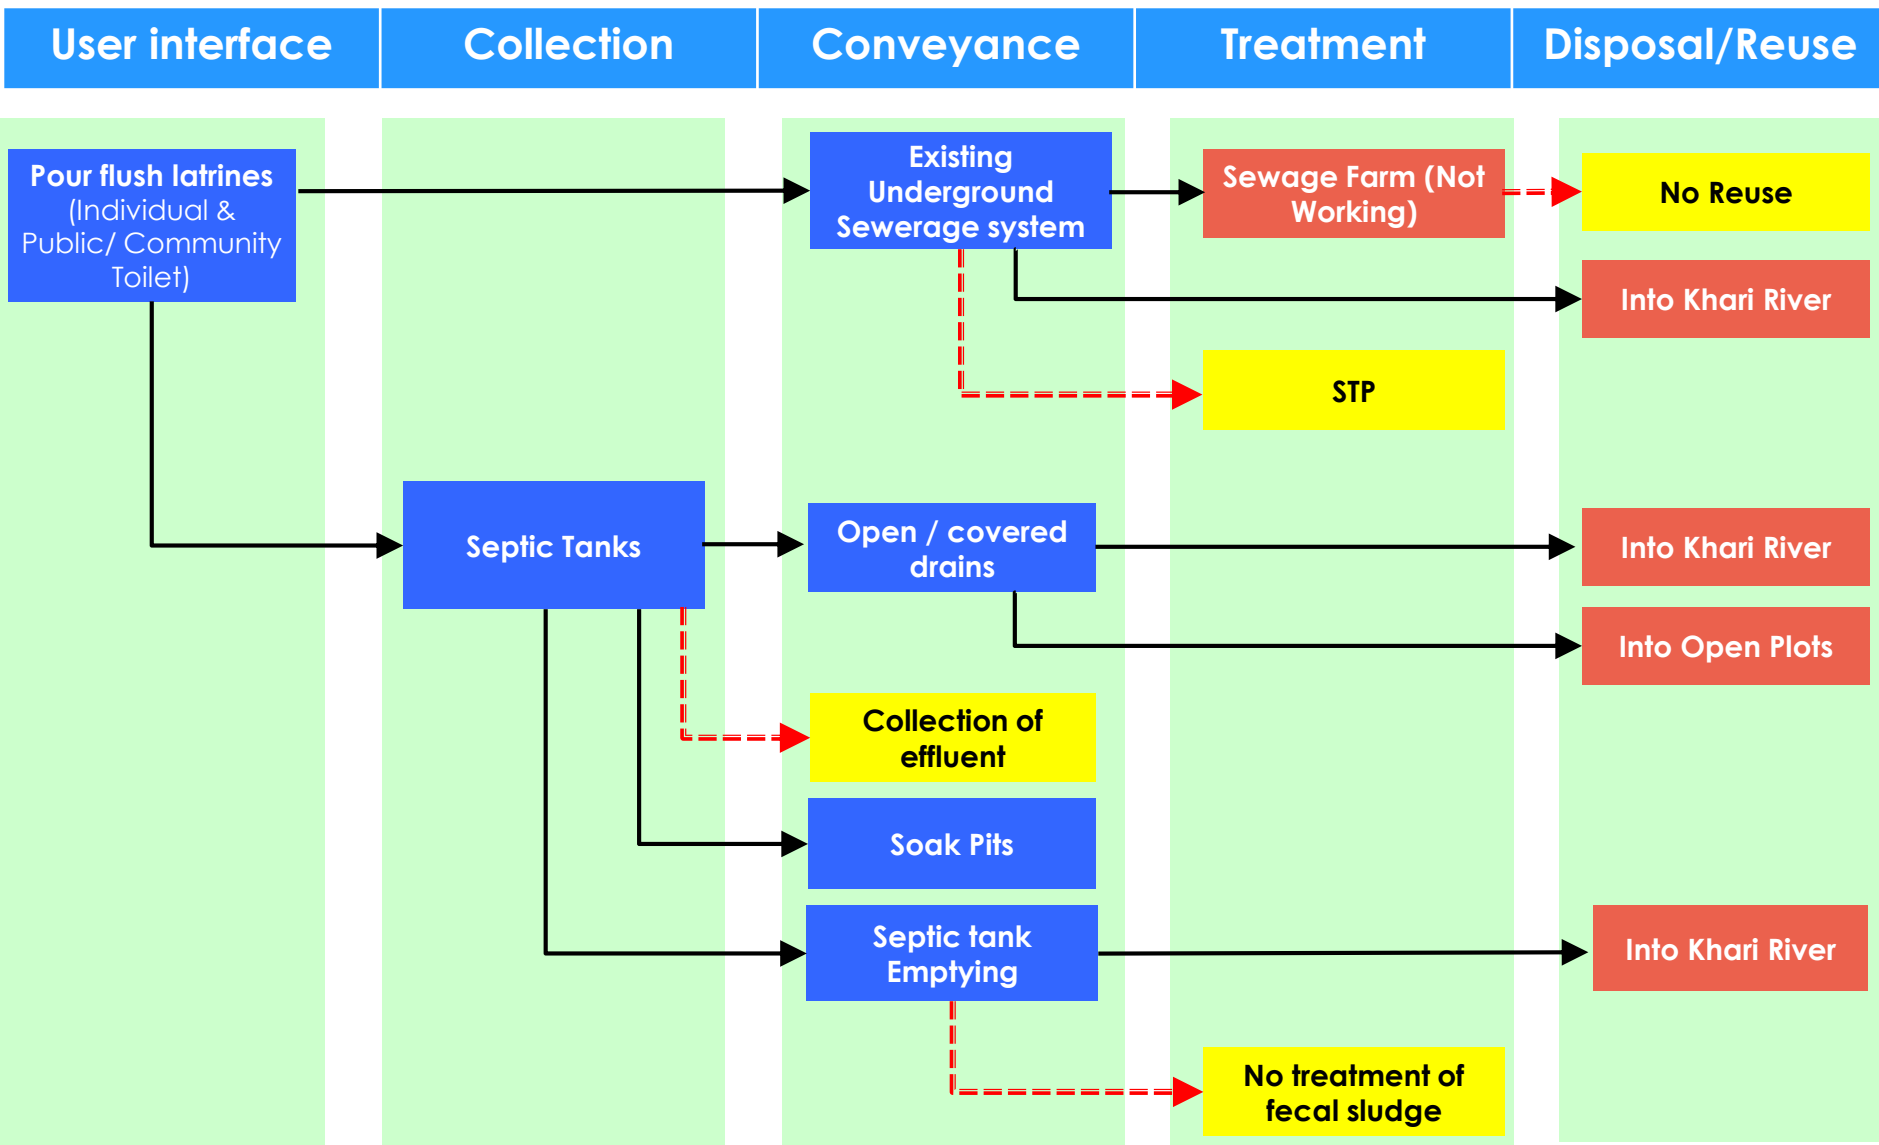 User interface
Collection
Conveyance
Treatment
Disposal/Reuse
Pour flush latrines
(Individual &
Public/ Community
Toilet)
Existing
Underground
Sewerage system
Sewage Farm (Not
Working)
No Reuse
Into Khari River
STP
Septic Tanks
Open / covered
drains
Into Khari River
Into Open Plots
Collection of
effluent
Soak Pits
Septic tank
Emptying
Into Khari River
No treatment of
fecal sludge